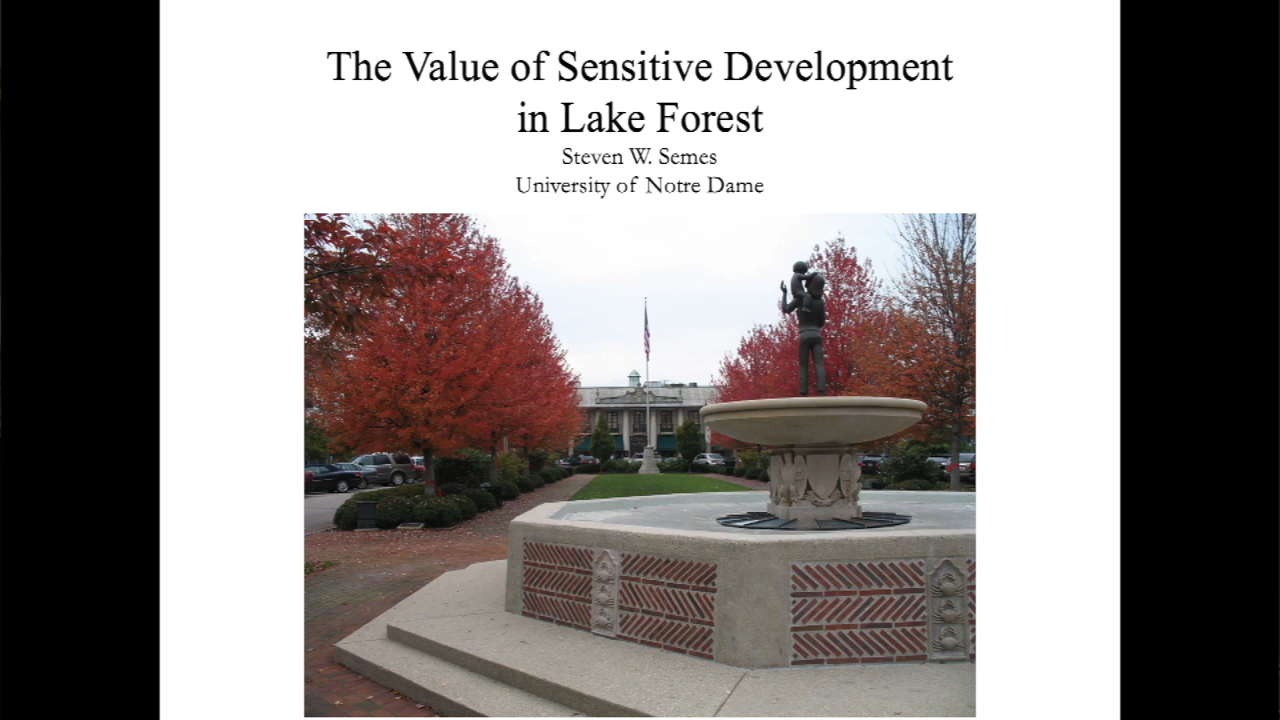 The Value of Sensitive Development
in Lake Forest
Steven W. Semes
University of Notre Dame